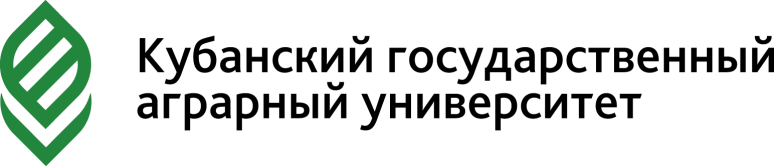 Кубанский государственный
аграрный университет